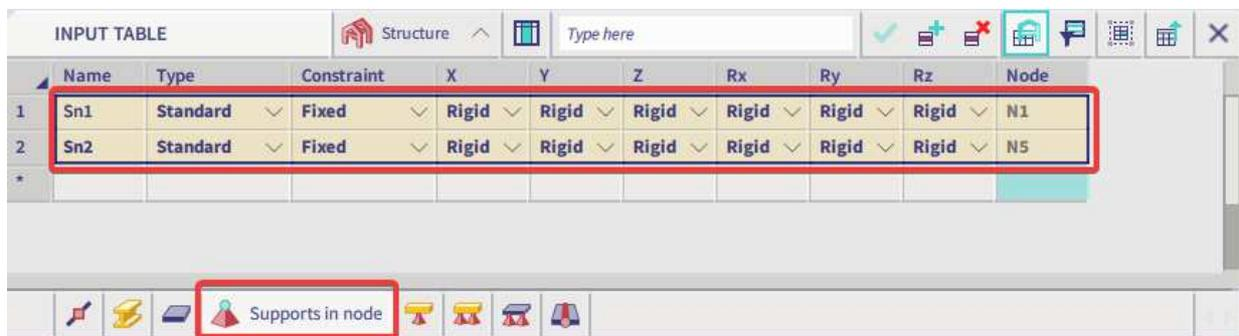 INPUT TABLE Structure Type here
Name Type Constraint X Y Z Rx Ry Rz Node
1 Sn1 Standard Fixed Rigid Rigid Rigid Rigid Rigid Rigid N1
2 Sn2 Standard Fixed Rigid Rigid Rigid Rigid Rigid Rigid N5
*
Supports in node